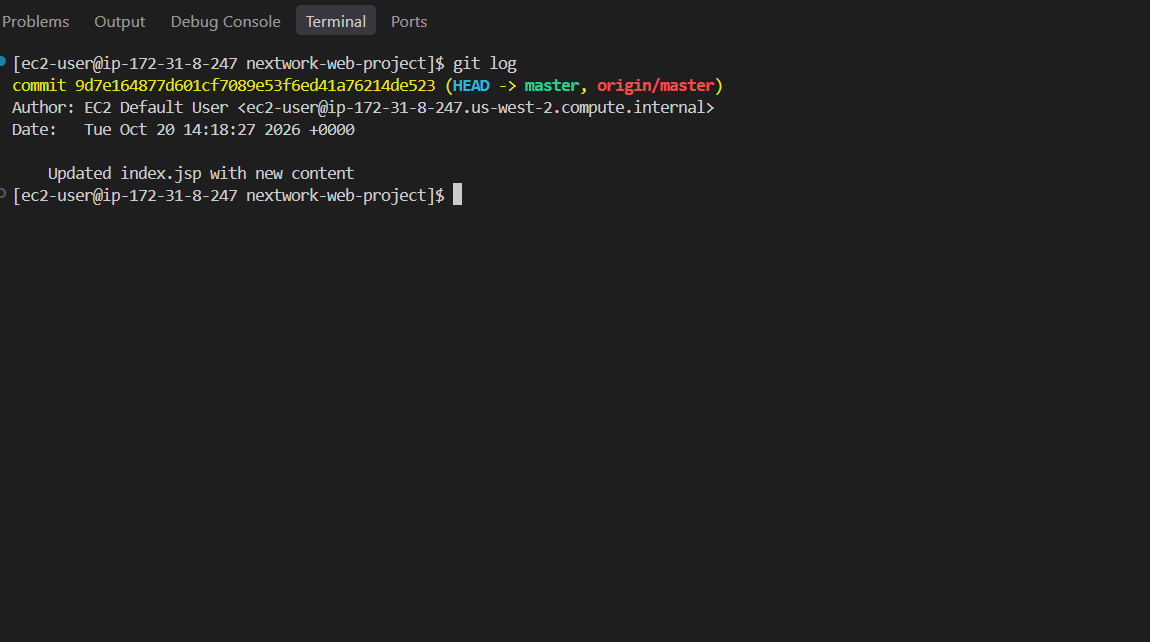 Problems Output Debug Console Terminal Ports
[ec2-user@ip-172-31-8-247 nextwork-web-project]$ git log
commit 9d7e164877d601cf7089e53f6ed41a76214de523 (HEAD -> master, origin/master)
Author: EC2 Default User <ec2-user@ip-172-31-8-247.us-west-2.compute.internal>
Date:   Tue Oct 20 14:18:27 2026 +0000
    Updated index.jsp with new content
[ec2-user@ip-172-31-8-247 nextwork-web-project]$